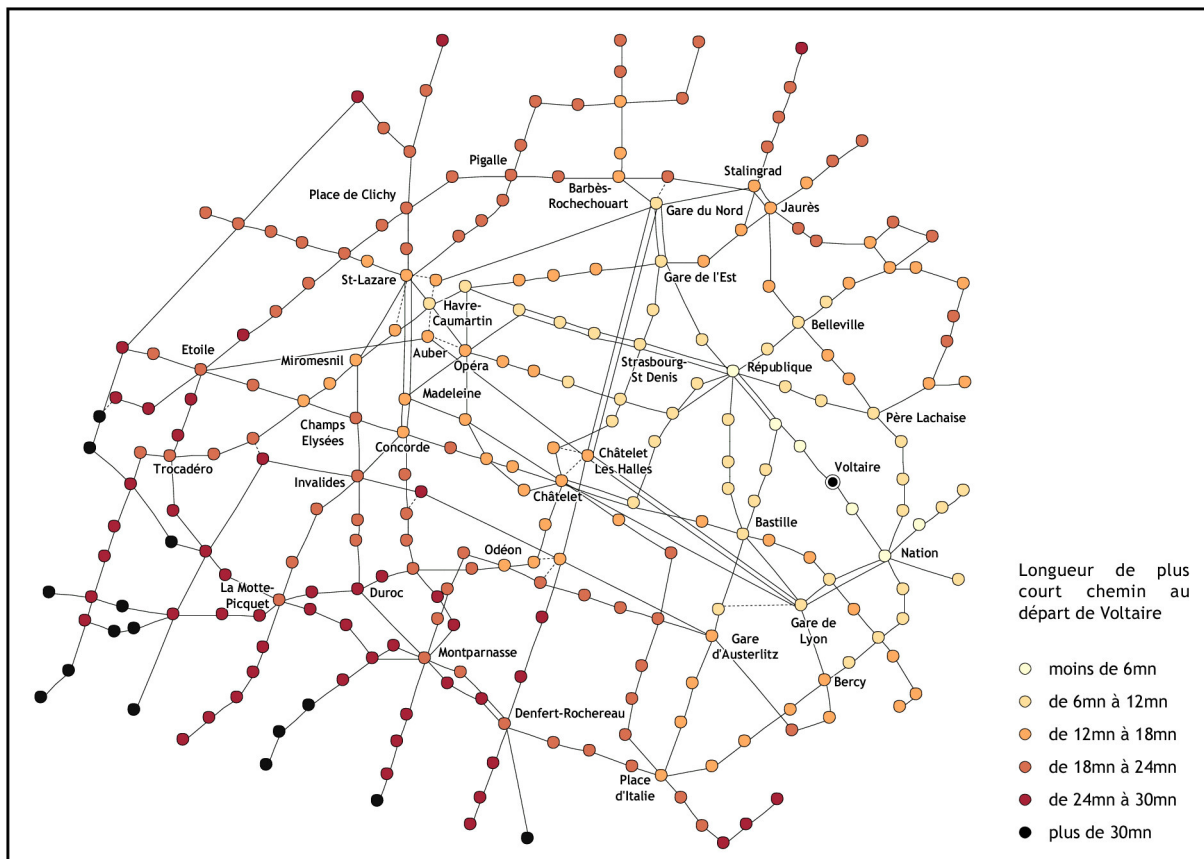 Pigalle
Place de Clichy
Barbès-
Rochechouart
Stalingrad
Gare du Nord
Jaurès
St-Lazare
Gare de l'Est
Havre-
Caumartin
Belleville
Etoile
Miromesnil
Auber
Opéra
Strasbourg-
St Denis
République
Madeleine
Champs
Elysées
Concorde
Père Lachaise
Trocadéro
Invalides
Châtelet
Les Halles
Voltaire
Châtelet
Bastille
Odéon
Nation
La Motte-
Picquet
Duroc
Gare
d'Austerlitz
Gare de
Lyon
Montparnasse
Bercy
Denfert-Rochereau
Place
d'Italie
Longueur de plus
court chemin au
départ de Voltaire
moins de 6mn
de 6mn à 12mn
de 12mn à 18mn
de 18mn à 24mn
de 24mn à 30mn
plus de 30mn